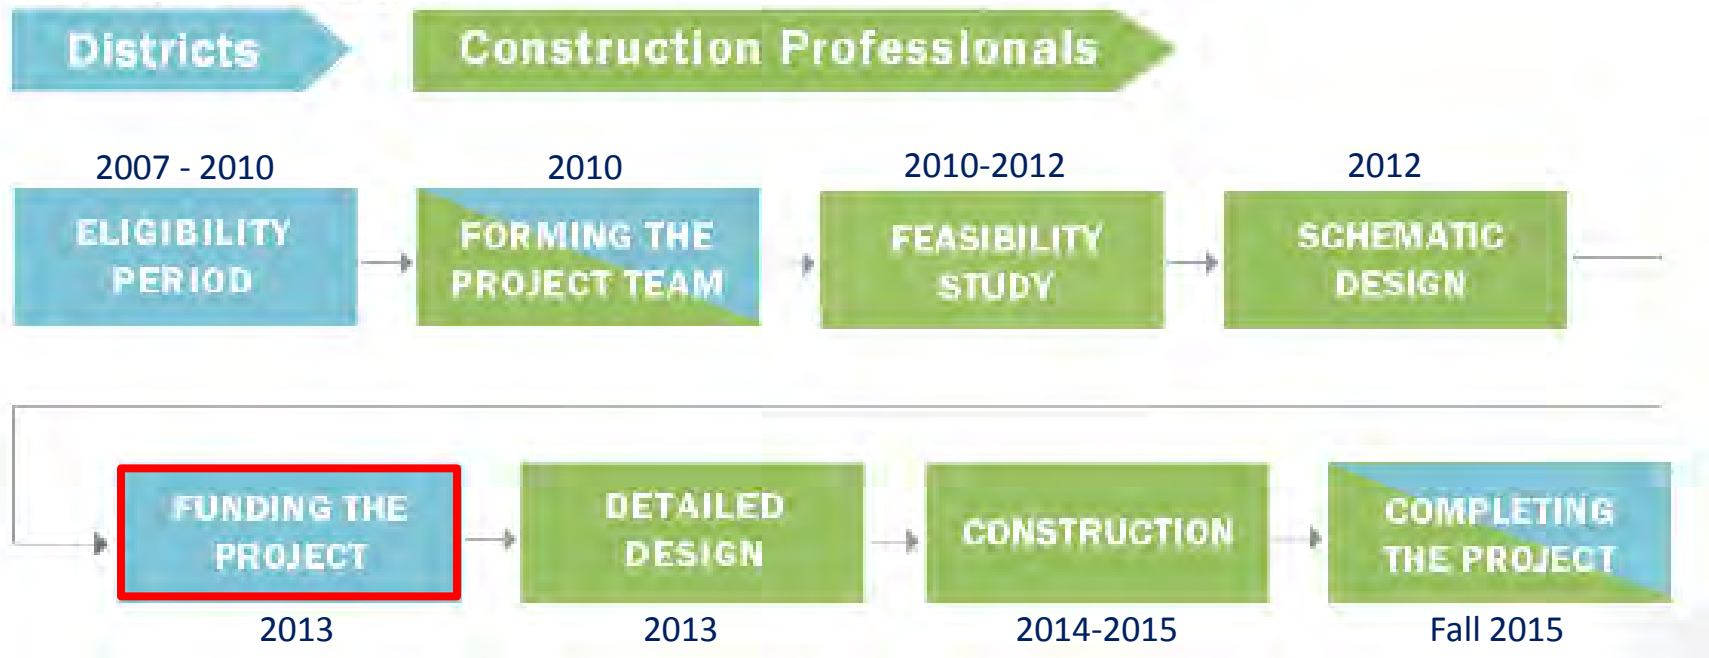 Districts
Construction Professionals
2007 - 2010
2010
2010-2012
2012
ELIGIBILITY
PERIOD
FORMING THE
PROJECT TEAM
FEASIBILITY
STUDY
SCHEMATIC
DESIGN
FUNDING THE
PROJECT
DETAILED
DESIGN
CONSTRUCTION
COMPLETING
THE PROJECT
2013
2013
2014-2015
Fall 2015